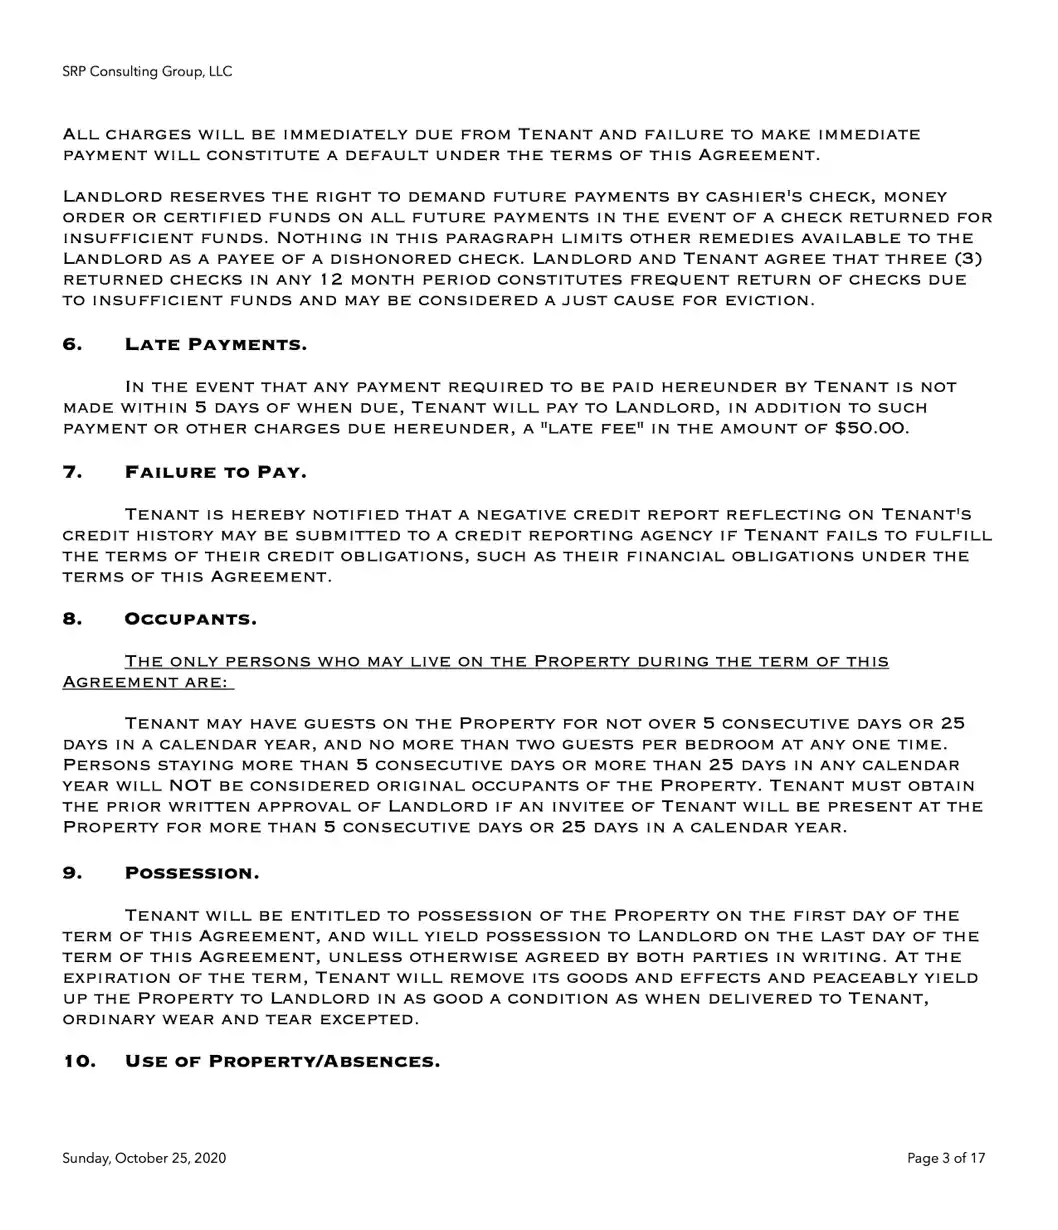 SRP Consulting Group, LLC
All charges will be immediately due from Tenant and failure to make immediate
payment will constitute a default under the terms of this Agreement.
Landlord reserves the right to demand future payments by cashier's check, money
order or certified funds on all future payments in the event of a check returned for
insufficient funds. Nothing in this paragraph limits other remedies available to the
Landlord as a payee of a dishonored check. Landlord and Tenant agree that three (3)
returned checks in any 12 month period constitutes frequent return of checks due
to insufficient funds and may be considered a just cause for eviction.
6. Late Payments.
In the event that any payment required to be paid hereunder by Tenant is not
made within 5 days of when due, Tenant will pay to Landlord, in addition to such
payment or other charges due hereunder, a "late fee" in the amount of $50.00.
7. Failure to Pay.
Tenant is hereby notified that a negative credit report reflecting on Tenant's
credit history may be submitted to a credit reporting agency if Tenant fails to fulfill
the terms of their credit obligations, such as their financial obligations under the
terms of this Agreement.
8. Occupants.
The only persons who may live on the Property during the term of this
Agreement are:
Tenant may have guests on the Property for not over 5 consecutive days or 25
days in a calendar year, and no more than two guests per bedroom at any one time.
Persons staying more than 5 consecutive days or more than 25 days in any calendar
year will NOT be considered original occupants of the Property. Tenant must obtain
the prior written approval of Landlord if an invitee of Tenant will be present at the
Property for more than 5 consecutive days or 25 days in a calendar year.
9. Possession.
Tenant will be entitled to possession of the Property on the first day of the
term of this Agreement, and will yield possession to Landlord on the last day of the
term of this Agreement, unless otherwise agreed by both parties in writing. At the
expiration of the term, Tenant will remove its goods and effects and peaceably yield
up the Property to Landlord in as good a condition as when delivered to Tenant,
ordinary wear and tear excepted.
10. Use of Property/Absences.
Sunday, October 25, 2020 Page 3 of 17